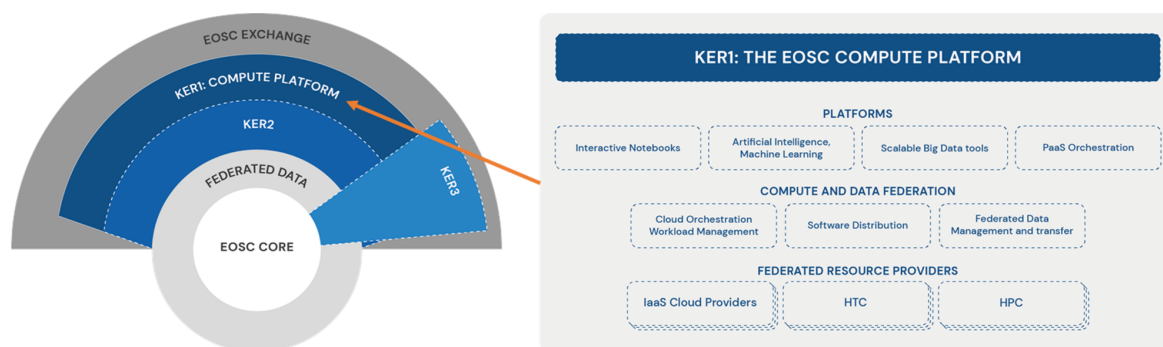 EOSC EXCHANGE
KER1: COMPUTE PLATFORM
KER2
KER3
FEDERATED DATA
EOSC CORE
KER1: THE EOSC COMPUTE PLATFORM
PLATFORMS
Interactive Notebooks
Artificial Intelligence,
Machine Learning
Scalable Big Data tools
PaaS Orchestration
COMPUTE AND DATA FEDERATION
Cloud Orchestration
Workload Management
Software Distribution
Federated Data
Management and transfer
FEDERATED RESOURCE PROVIDERS
IaaS Cloud Providers
HTC
HPC